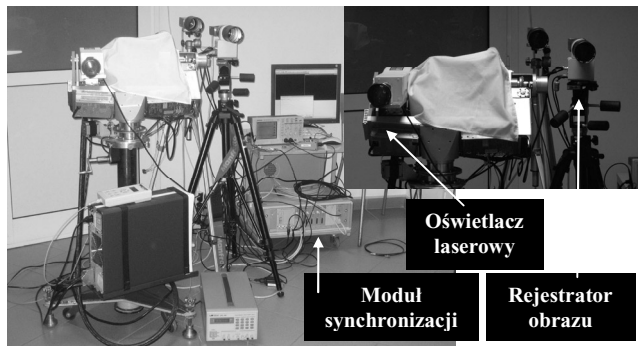 Oświetlacz
laserowy
Moduł
synchronizacji
Rejestrator
obrazu